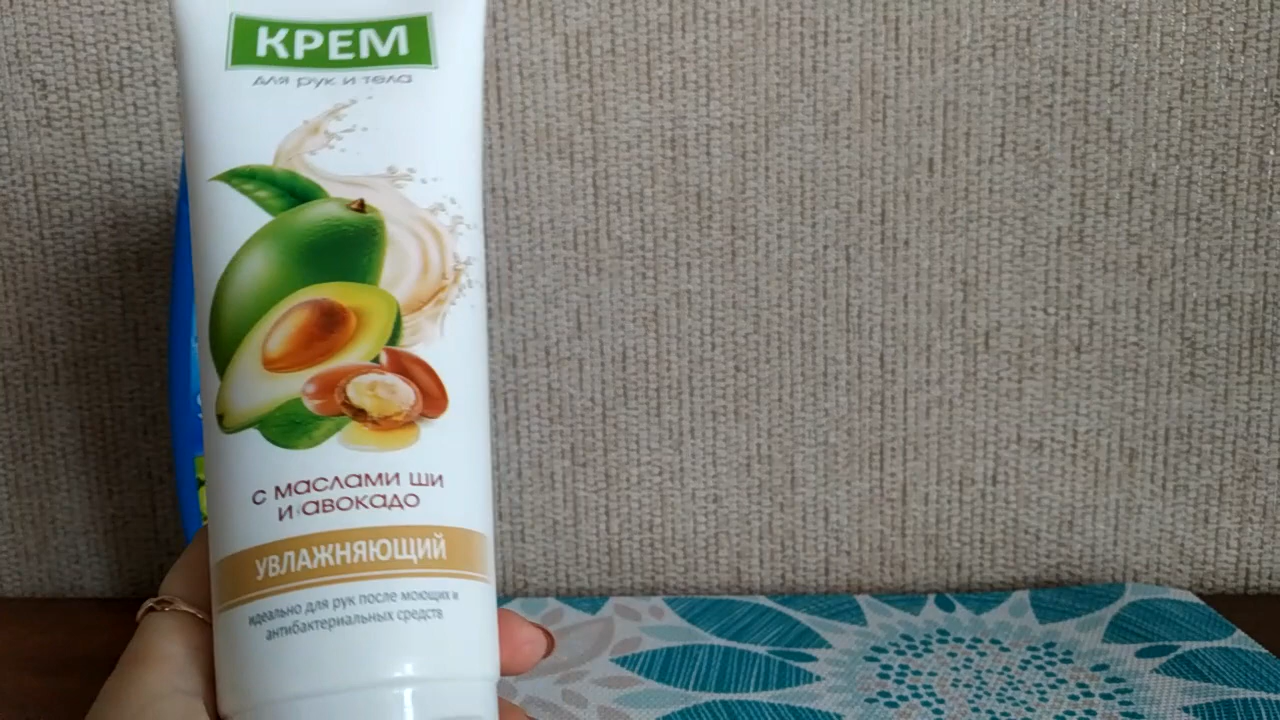 КРЕМ
для рук и тела
с маслами ши
и авокадо
УВЛАЖНЯЮЩИЙ
идеально для рук после моющих и
антибактериальных средств